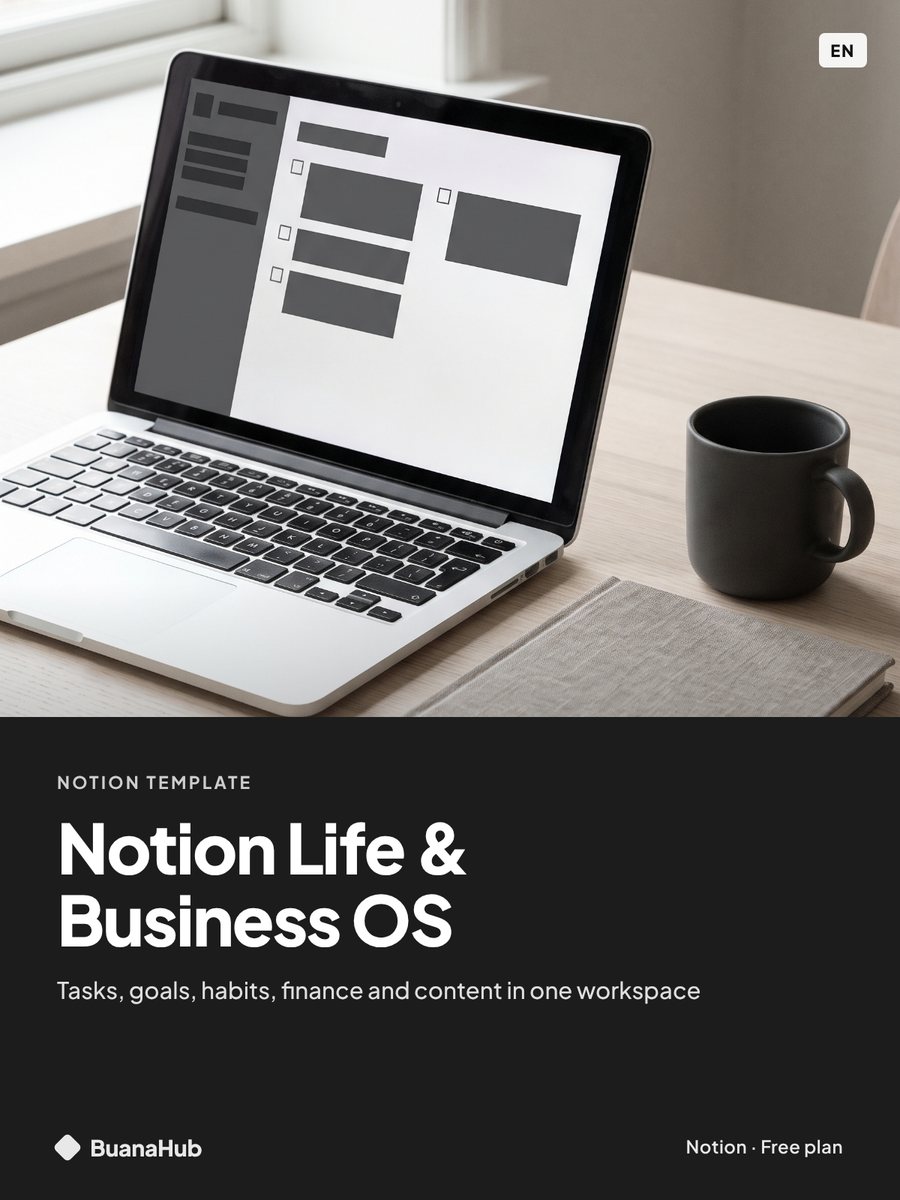 EN
NOTION TEMPLATE
Notion Life &
Business OS
Tasks, goals, habits, finance and content in one workspace
BuanaHub
Notion · Free plan